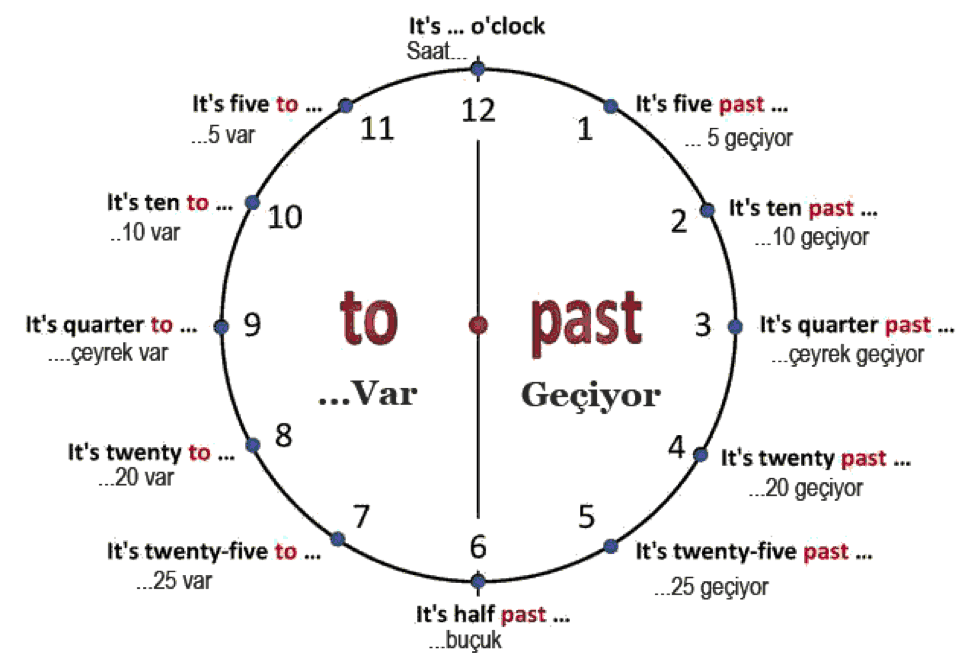 It's ... o'clock
Saat...
It's five to ...
...5 var
It's five past ...
... 5 geçiyor
11
12
1
It's ten to ...
..10 var
10
2
It's ten past ...
...10 geçiyor
It's quarter to ...
....çeyrek var
9
to
past
3
It's quarter past ...
...çeyrek geçiyor
...Var
Geçiyor
It's twenty to ...
...20 var
8
4
It's twenty past ...
...20 geçiyor
It's twenty-five to ...
...25 var
7
6
5
It's twenty-five past ...
...25 geçiyor
It's half past ...
...buçuk